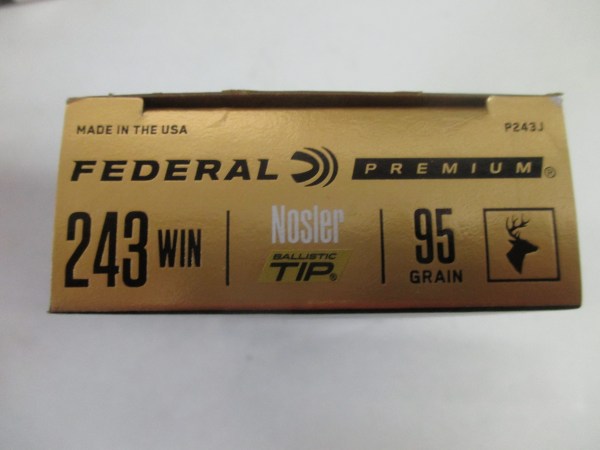 MADE IN THE USA P243J
FEDERAL PREMIUM®
243 WIN
Nosler®
BALLISTIC
TIP®
95
GRAIN